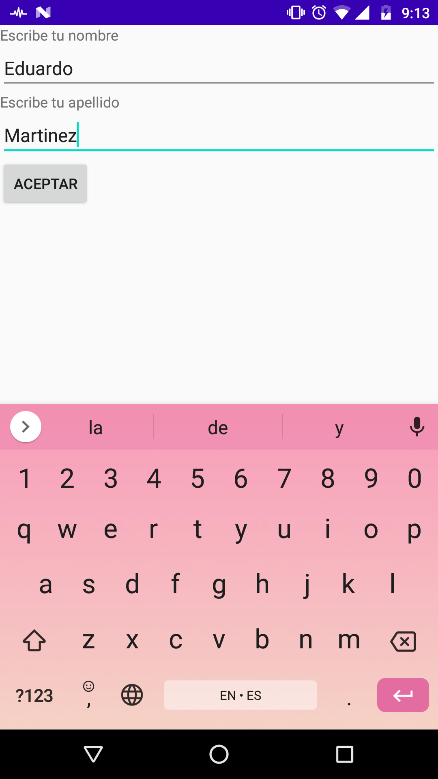 9:13
Escribe tu nombre
Eduardo
Escribe tu apellido
Martinez
ACEPTAR
la de y
1 2 3 4 5 6 7 8 9 0
q w e r t y u i o p
a s d f g h j k l
z x c v b n m
?123 , EN • ES .